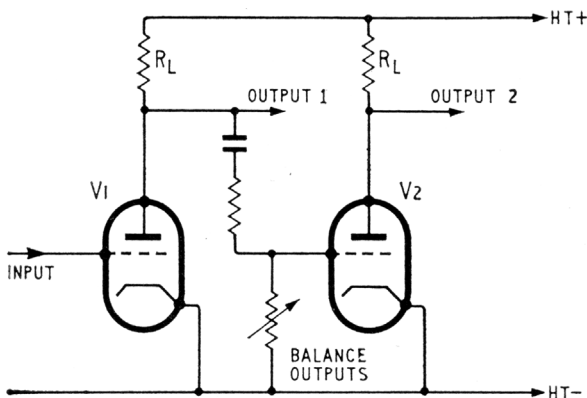 HT+
RL
RL
OUTPUT 1
OUTPUT 2
V1
V2
INPUT
BALANCE
OUTPUTS
HT−